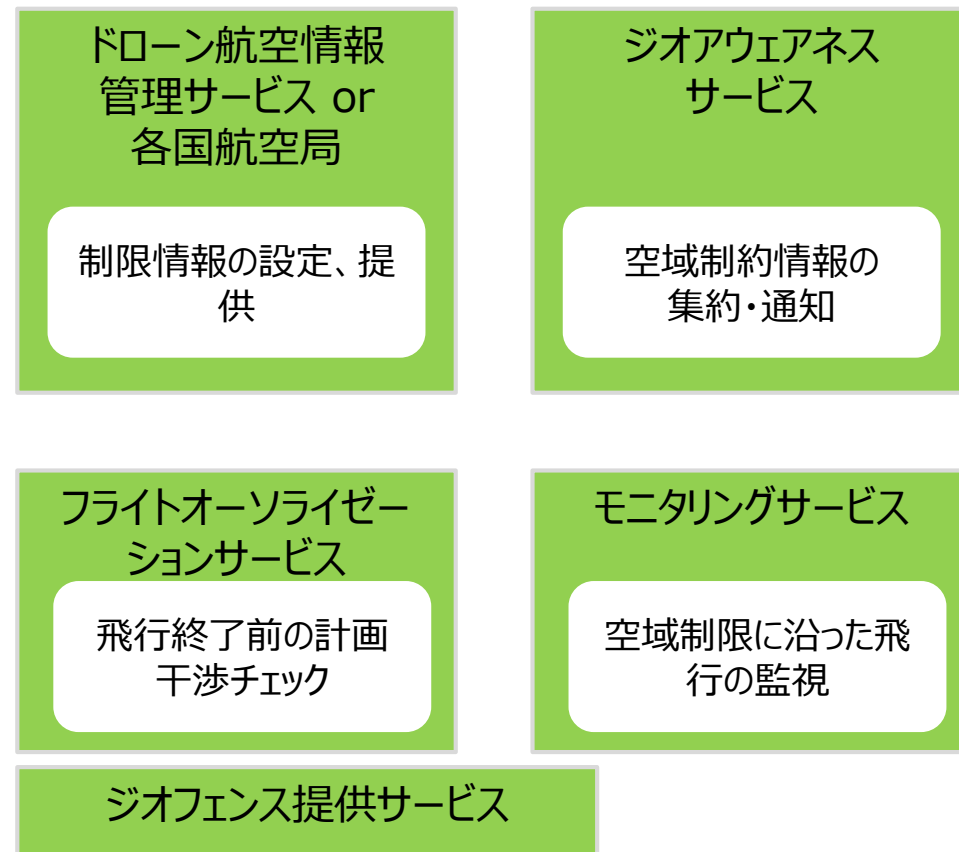 ドローン航空情報
管理サービス or
各国航空局
制限情報の設定、提
供
ジオアウェアネス
サービス
空域制約情報の
集約・通知
フライトオーソライゼー
ションサービス
飛行終了前の計画
干渉チェック
モニタリングサービス
空域制限に沿った飛
行の監視
ジオフェンス提供サービス